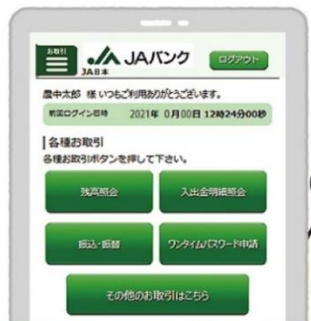 お取引
JAバンク
JA日本
ログアウト
農中太郎 様 いつもご利用ありがとうございます。
前回ログイン日時 2021年 0月00日 12時24分00秒
各種お取引
各種お取引ボタンを押して下さい。
残高照会
入出金明細照会
振込・振替
ワンタイムパスワード申請
その他のお取引はこちら